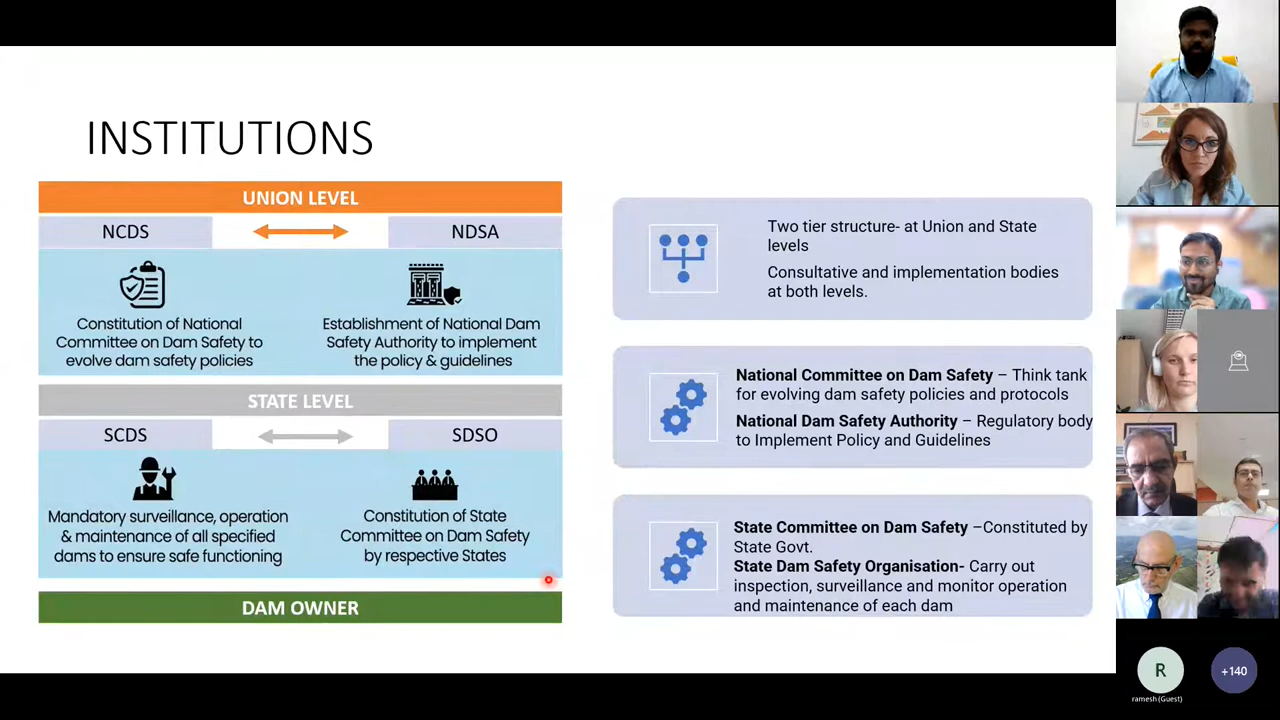 INSTITUTIONS
UNION LEVEL
NCDS
NDSA
Constitution of National
Committee on Dam Safety to
evolve dam safety policies
Establishment of National Dam
Safety Authority to implement
the policy & guidelines
STATE LEVEL
SCDS
SDSO
Mandatory surveillance, operation
& maintenance of all specified
dams to ensure safe functioning
Constitution of State
Committee on Dam Safety
by respective States
DAM OWNER
Two tier structure- at Union and State
levels
Consultative and implementation bodies
at both levels.
National Committee on Dam Safety – Think tank
for evolving dam safety policies and protocols
National Dam Safety Authority – Regulatory body
to Implement Policy and Guidelines
State Committee on Dam Safety –Constituted by
State Govt.
State Dam Safety Organisation- Carry out
inspection, surveillance and monitor operation
and maintenance of each dam
R
ramesh (Guest)
+140